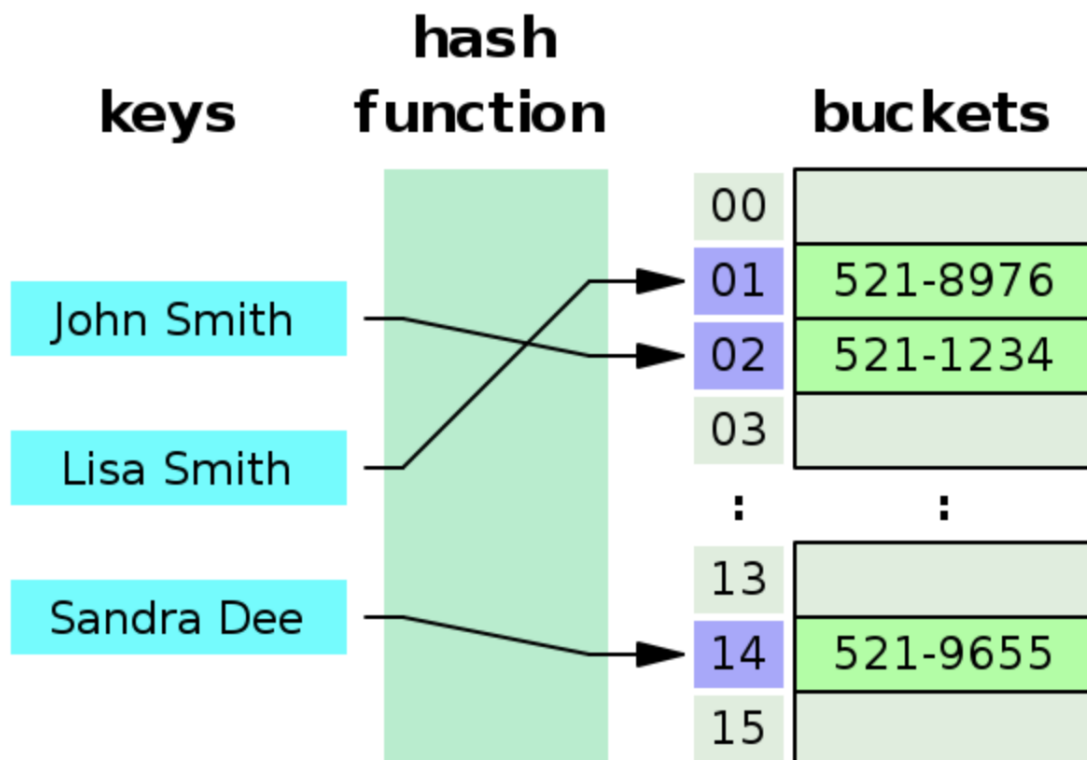 hash
keys function buckets
00
01 521-8976
John Smith
02 521-1234
03
Lisa Smith
: :
13
Sandra Dee
14 521-9655
15